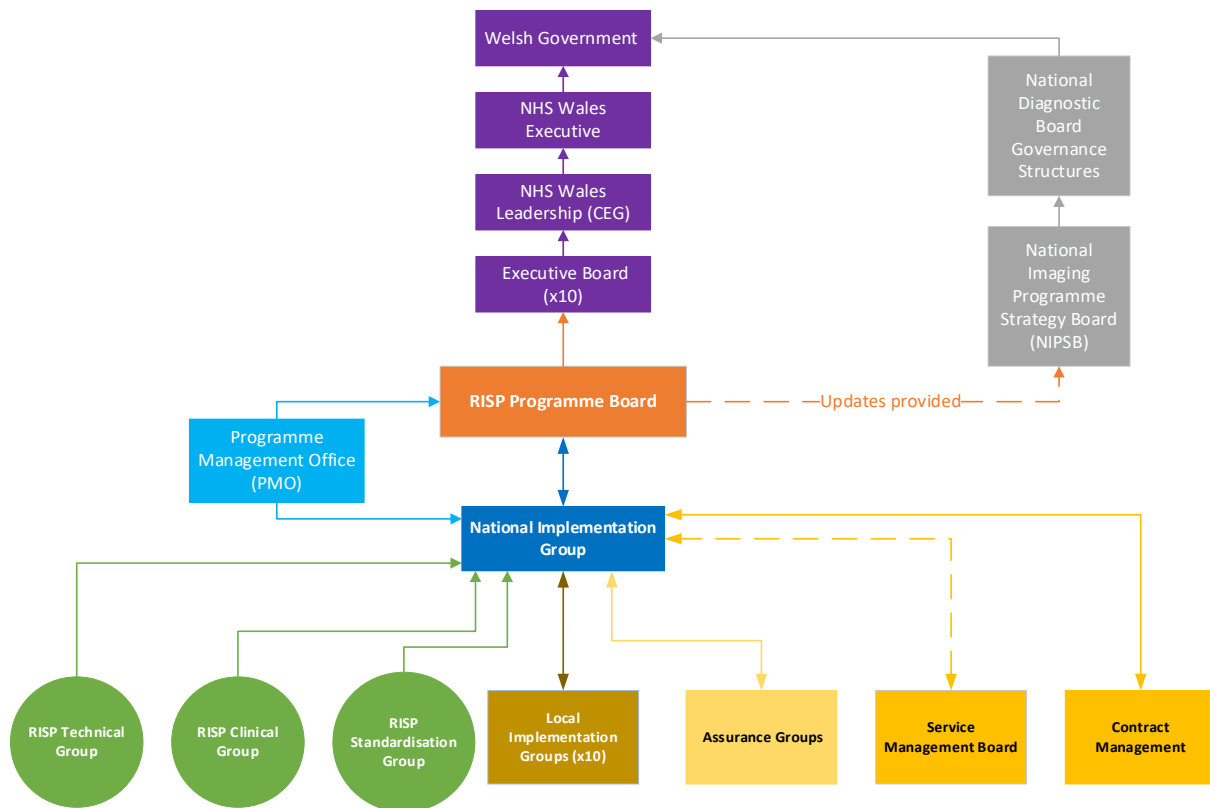 Welsh Government
National
Diagnostic
Board
Governance
Structures
NHS Wales
Executive
NHS Wales
Leadership (CEG)
National
Imaging
Programme
Strategy Board
(NIPSB)
Executive Board
(x10)
RISP Programme Board
Updates provided
Programme
Management Office
(PMO)
National Implementation
Group
RISP Technical
Group
RISP Clinical
Group
RISP
Standardisation
Group
Local
Implementation
Groups (x10)
Assurance Groups
Service
Management Board
Contract
Management